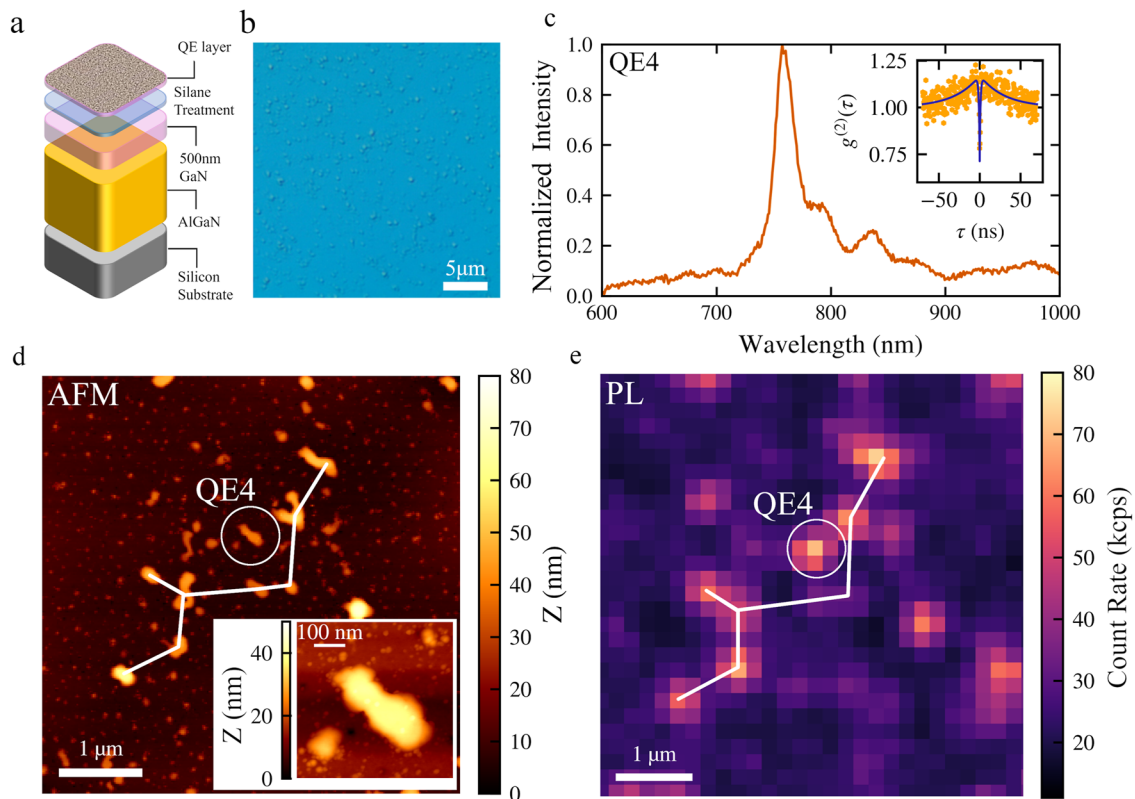 a
QE layer
Silane
Treatment
500nm
GaN
AlGaN
Silicon
Substrate
b
5μm
c
QE4
Normalized Intensity
1.0
0.8
0.6
0.4
0.2
0.0
600
700
800
900
1000
Wavelength (nm)
g(2)(τ)
1.25
1.00
0.75
−50
0
50
τ (ns)
d
AFM
QE4
1 μm
100 nm
Z (nm)
40
20
0
80
70
60
50
40
30
20
10
0
Z (nm)
e
PL
QE4
1 μm
80
70
60
50
40
30
20
Count Rate (kcps)